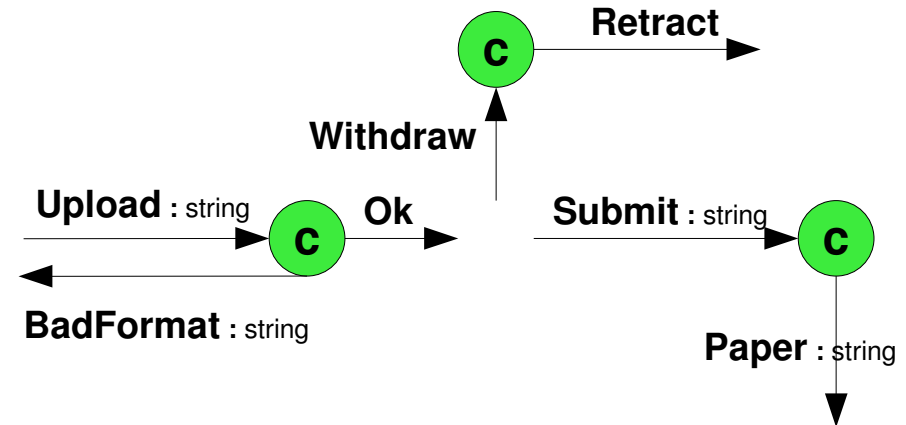 Retract
C
Withdraw
Upload : string
Ok
Submit : string
C
C
BadFormat : string
Paper : string